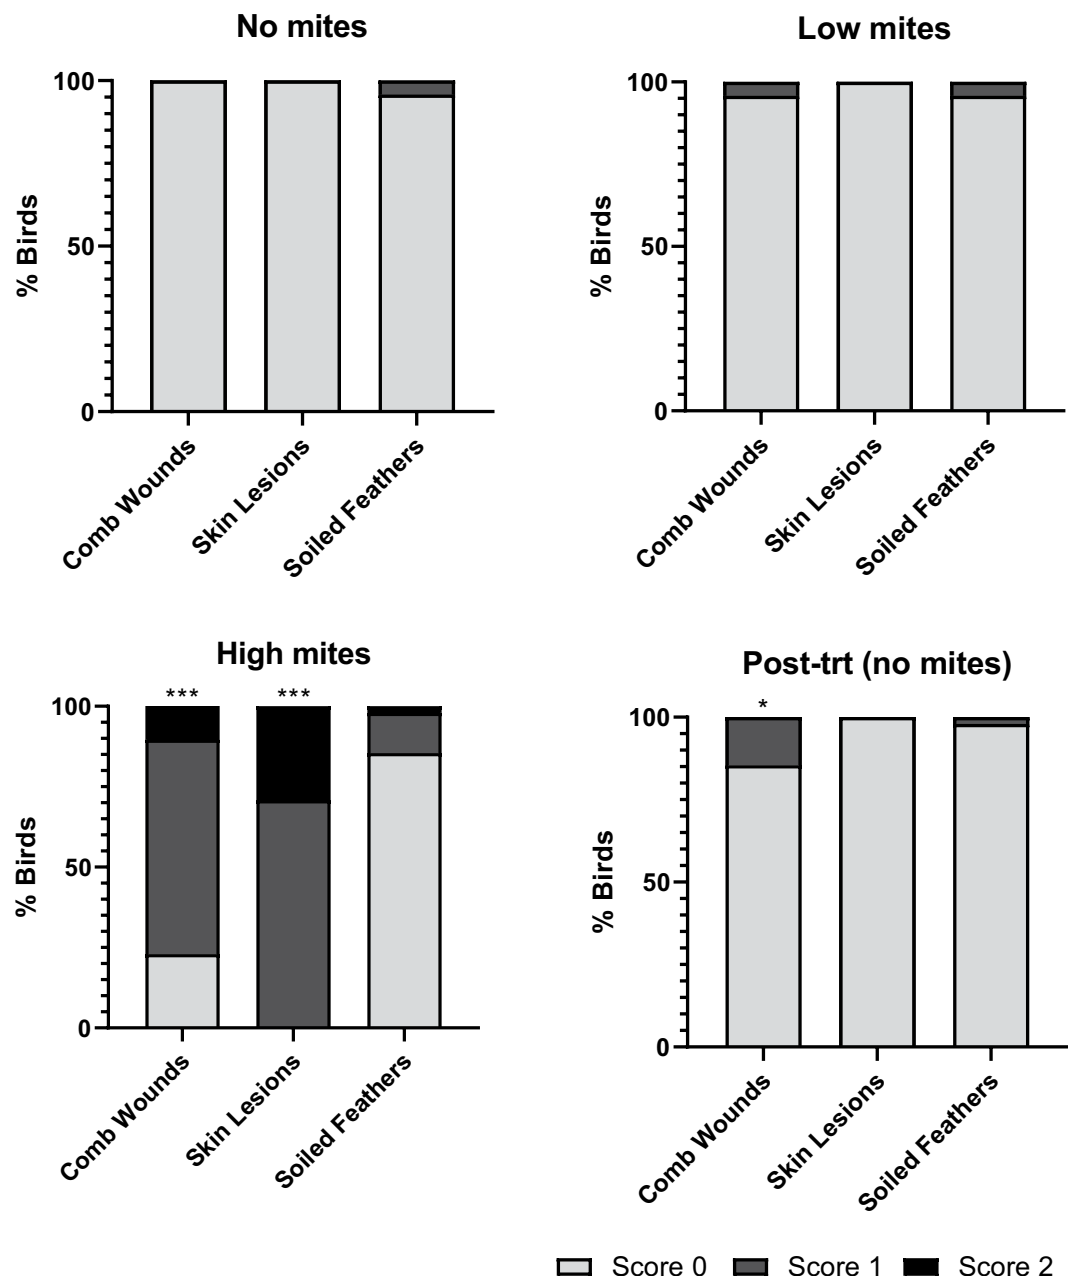 No mites
100
50
0
% Birds
Comb Wounds
Skin Lesions
Soiled Feathers
Low mites
100
50
0
% Birds
Comb Wounds
Skin Lesions
Soiled Feathers
High mites
***
***
100
50
0
% Birds
Comb Wounds
Skin Lesions
Soiled Feathers
Post-trt (no mites)
*
100
50
0
% Birds
Comb Wounds
Skin Lesions
Soiled Feathers
Score 0 Score 1 Score 2